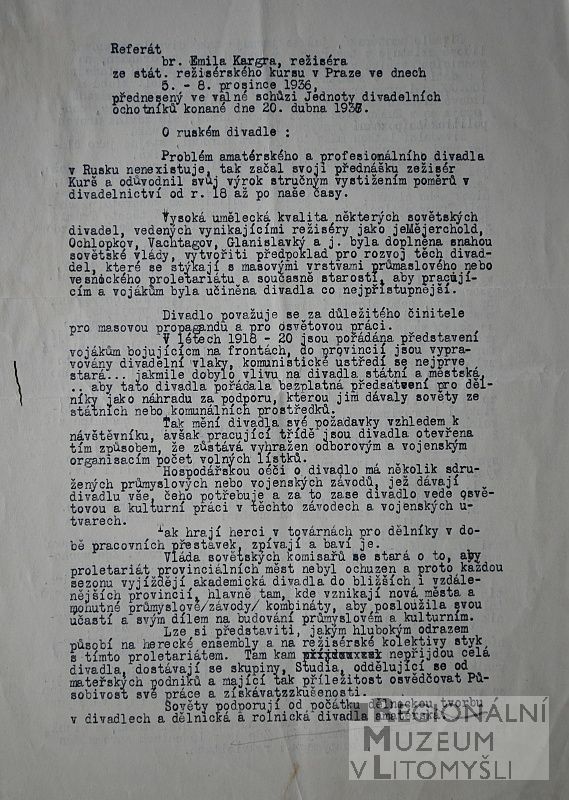 Referát
br. Emila Kargra, režiséra
ze stát. režisérského kursu v Praze ve dnech
5. - 8. prosince 1936,
přednesený ve valné schůzi Jednoty divadelních
ochotníků konané dne 20. dubna 1937.
O ruském divadle :
Problém amatérského a profesionálního divadla
v Rusku nenexistuje, tak začal svoji přednášku zežisér
Kurš a odůvodnil svůj výrok stručným vystižením poměrů v
divadelnictví od r. 18 až po naše časy.
Vysoká umělecká kvalita některých sovětských
divadel, vedených vynikajícími režiséry jako jeMejerchold,
Ochlopkov, Vachtagov, Glanislavký a j. byla doplněna snahou
sovětské vlády, vytvořiti předpoklad pro rozvoj těch divad-
del, které se stýkají s masovými vrstvami průmaslového nebo
vesnického proletariátu a současně starostí, aby pracují-
cím a vojákům byla učiněna divadla co nejpřístupnější.
Divadlo považuje se za důležitého činitele
pro masovou propagandu a pro osvětovou práci.
V létech 1918 - 20 jsou pořádána představení
vojákům bojujícícm na frontách, do provincií jsou vypra-
vovány divadelní vlaky, komunistické ústředí se nejprve
stará... jakmile dobylo vlivu na divadla státní a městská,
.. aby tato divadla pořádala bezplatná předsatvení pro děl-
níky jako náhradu za podporu, kterou jim dávaly sověty ze
státních nebo komunálních prostředků.
Tak mění divadla své požadavky vzhledem k
návštěvníku, avšak pracující třídě jsou divadla otevřena
tím způsobem, že zůstává vyhražen odborovým a vojenským
organisacím počet volných lístků.
Hospodářskou oéči o divadlo má několik sdru-
žených průmyslových nebo vojenských závodů, jež dávají
divadlu vše, čeho potřebuje a za to zase divadlo vede osvě-
tovou a kulturní práci v těchto závodech a vojenských ú-
tvarech.
Tak hrají herci v továrnách pro dělníky v do-
bě pracovních přestávek, zpívají a baví je.
Vláda sovětských komisařů se stará o to, aby
proletariát provinciálních měst nebyl ochuzen a proto každou
sezonu vyjíždějí akademická divadla do bližších i vzdále-
nějších provincií, hlavně tam, kde vznikají nová města a
mohutné průmyslové/závody/ kombináty, aby posloužila svou
účastí a svým dílem na budování průmyslovém a kulturním.
Lze si představiti, jakým hlubokým odrazem
působí na herecké ensembly a na režisérské kolektivy styk
s tímto proletariátem. Tam kam nepřijdou celá
divadla, dostávají se skupiny, Studia, oddělující se od
mateřských podniků a mající tak příležitost osvědčovat Pů-
sobivost své práce a získávatzzkušenosti.
Sověty podporují od počátku dělnickou tvorbu
v divadlech a dělnická a rolnická divadla amatérská.
REGIONÁLNÍ
MUZEUM
V LITOMYŠLI